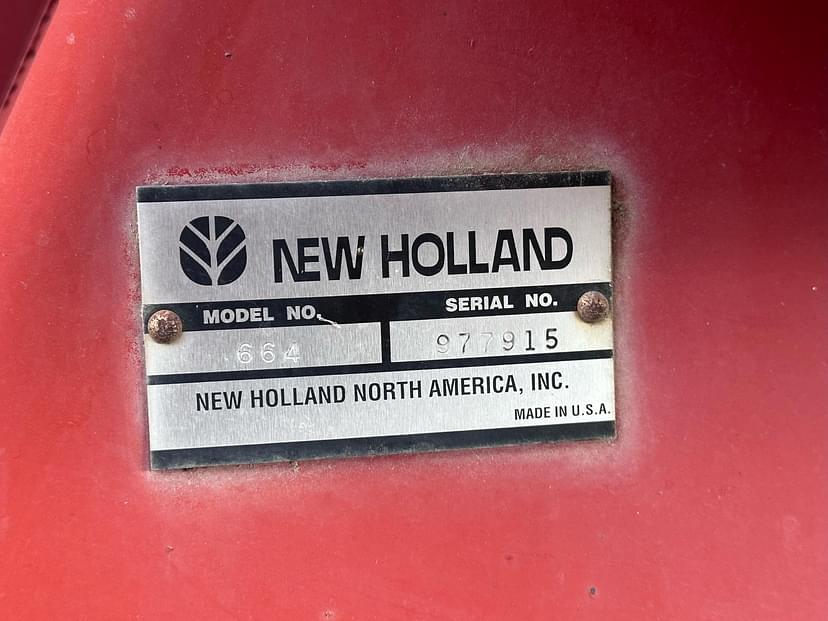 NEW HOLLAND
MODEL NO. SERIAL NO.
664 977915
NEW HOLLAND NORTH AMERICA, INC.
MADE IN U.S.A.